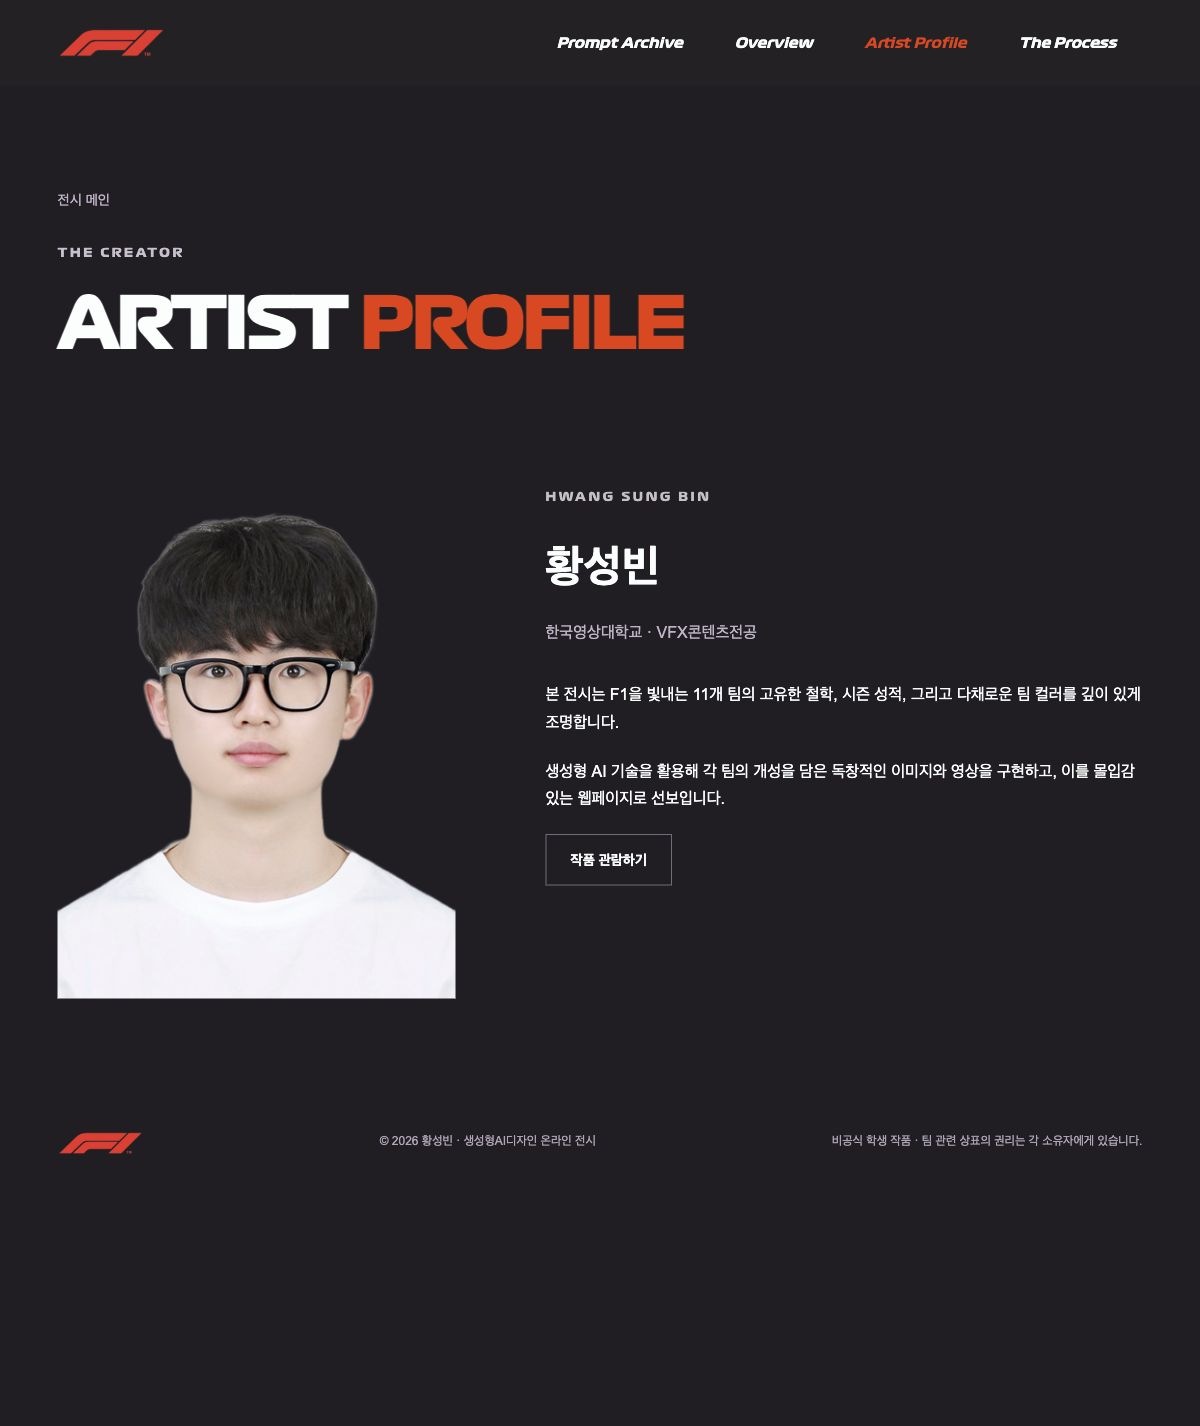 F1
Prompt Archive Overview Artist Profile The Process
전시 메인
THE CREATOR
ARTIST PROFILE
HWANG SUNG BIN
황성빈
한국영상대학교 · VFX콘텐츠전공
본 전시는 F1을 빛내는 11개 팀의 고유한 철학, 시즌 성적, 그리고 다채로운 팀 컬러를 깊이 있게
조명합니다.
생성형 AI 기술을 활용해 각 팀의 개성을 담은 독창적인 이미지와 영상을 구현하고, 이를 몰입감
있는 웹페이지로 선보입니다.
작품 관람하기
F1
© 2026 황성빈 · 생성형AI디자인 온라인 전시
비공식 학생 작품 · 팀 관련 상표의 권리는 각 소유자에게 있습니다.